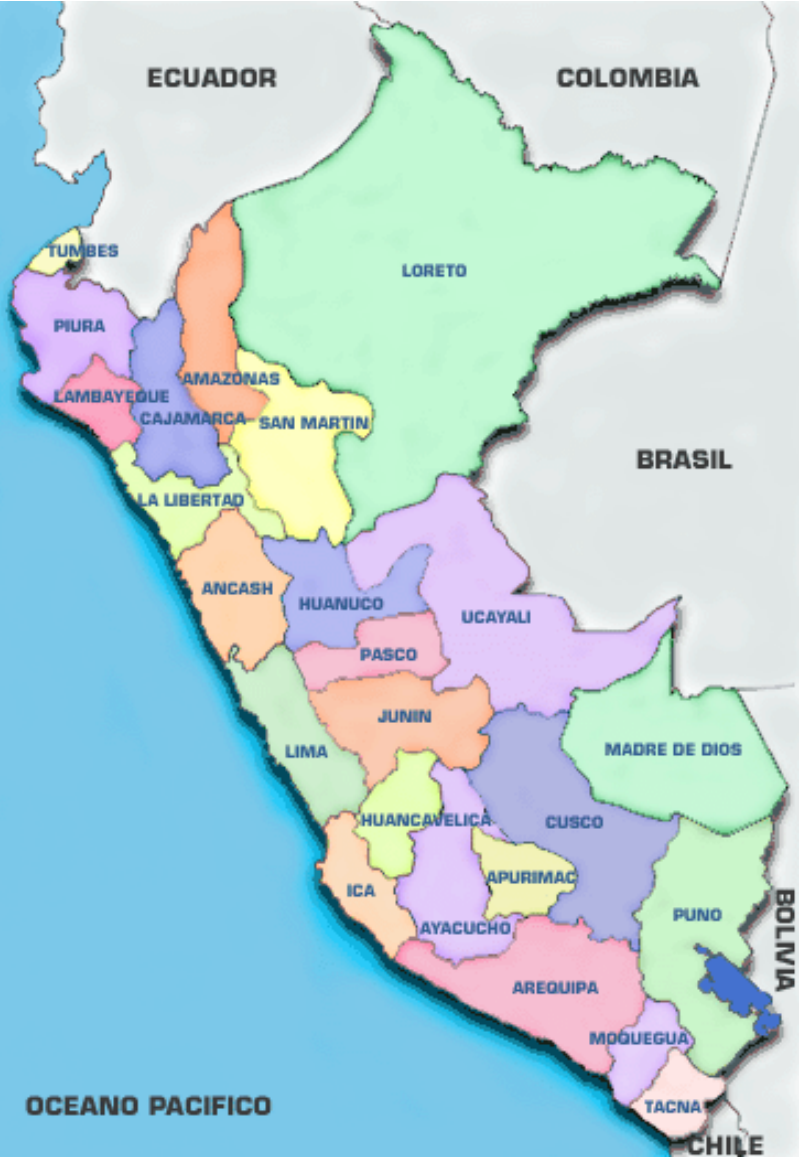 ECUADOR
COLOMBIA
TUMBES
LORETO
PIURA
AMAZONAS
LAMBAYEQUE
CAJAMARCA
SAN MARTIN
BRASIL
LA LIBERTAD
ANCASH
HUANUCO
UCAYALI
PASCO
JUNIN
LIMA
MADRE DE DIOS
HUANCAVELICA
CUSCO
APURIMAC
ICA
PUNO
AYACUCHO
BOLIVIA
AREQUIPA
MOQUEGUA
OCEANO PACIFICO
TACNA
CHILE